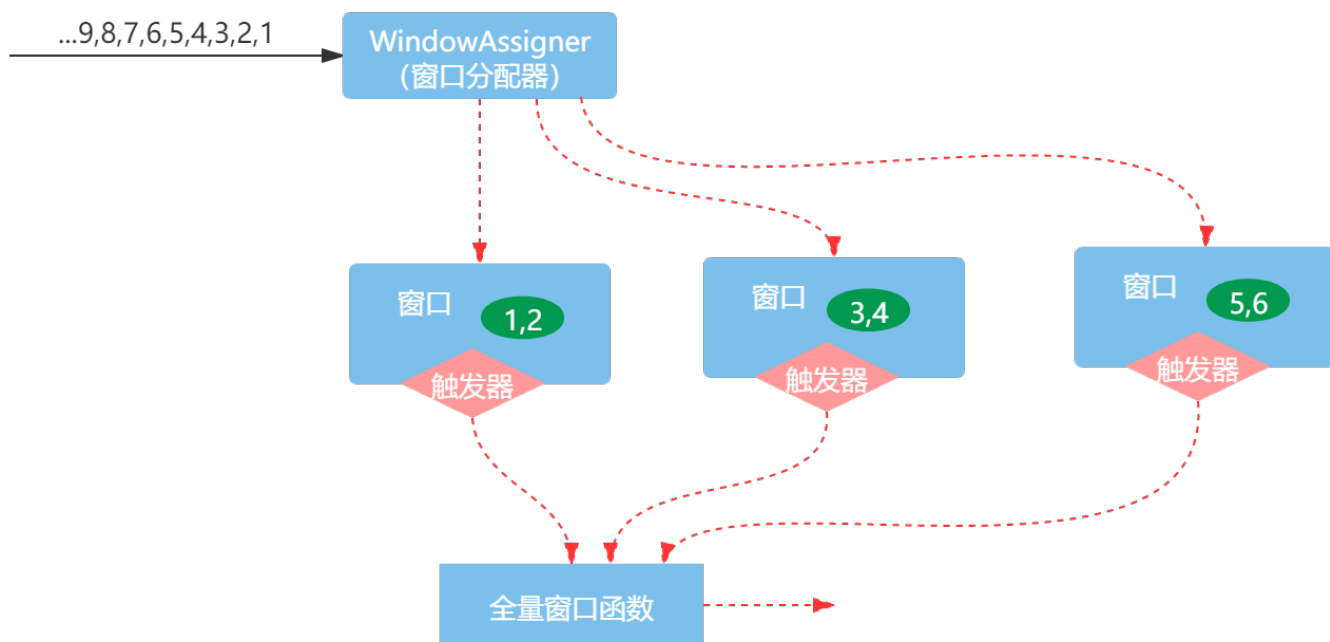 ...9,8,7,6,5,4,3,2,1
WindowAssigner
（窗口分配器）
窗口
1,2
触发器
窗口
3,4
触发器
窗口
5,6
触发器
全量窗口函数